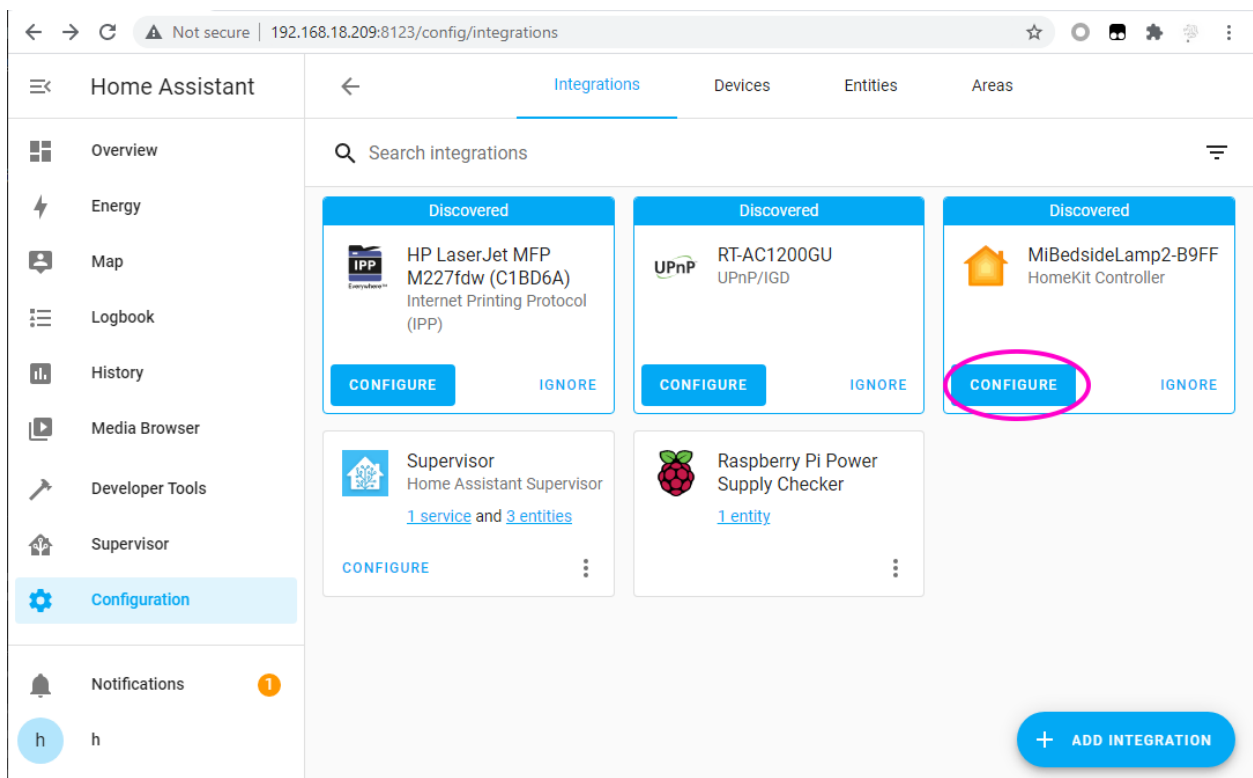 Not secure | 192.168.18.209:8123/config/integrations
Home Assistant
Integrations Devices Entities Areas
Overview
Energy
Map
Logbook
History
Media Browser
Developer Tools
Supervisor
Configuration
Notifications 1
h h
Search integrations
Discovered
IPP
Everywhere
HP LaserJet MFP
M227fdw (C1BD6A)
Internet Printing Protocol
(IPP)
CONFIGURE IGNORE
Discovered
UPnP
RT-AC1200GU
UPnP/IGD
CONFIGURE IGNORE
Discovered
MiBedsideLamp2-B9FF
HomeKit Controller
CONFIGURE IGNORE
Supervisor
Home Assistant Supervisor
1 service and 3 entities
CONFIGURE
Raspberry Pi Power
Supply Checker
1 entity
+ ADD INTEGRATION